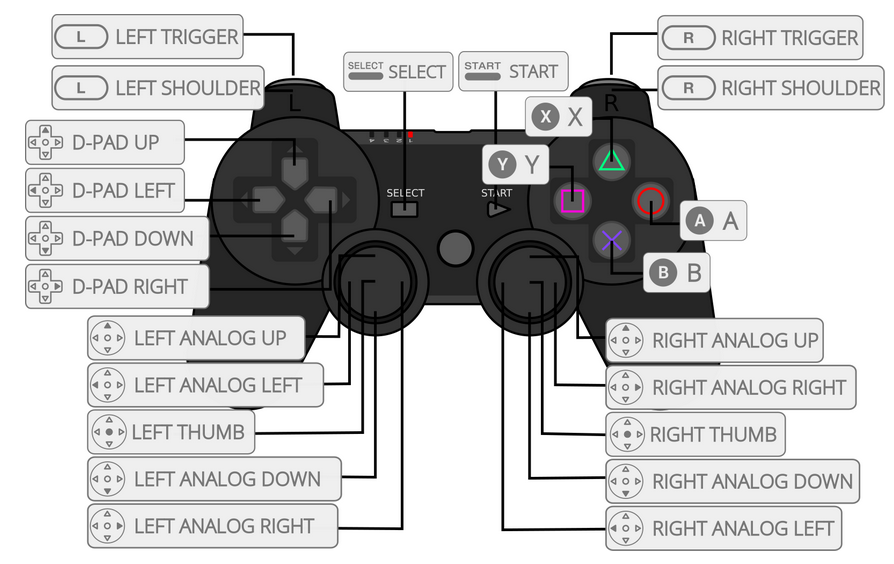 L LEFT TRIGGER
R RIGHT TRIGGER
SELECT SELECT
START START
L LEFT SHOULDER
R RIGHT SHOULDER
L
R
X X
D-PAD UP
4 3 2 1
Y Y
D-PAD LEFT
SELECT
START
A A
D-PAD DOWN
B B
D-PAD RIGHT
LEFT ANALOG UP
RIGHT ANALOG UP
LEFT ANALOG LEFT
RIGHT ANALOG RIGHT
LEFT THUMB
RIGHT THUMB
LEFT ANALOG DOWN
RIGHT ANALOG DOWN
LEFT ANALOG RIGHT
RIGHT ANALOG LEFT